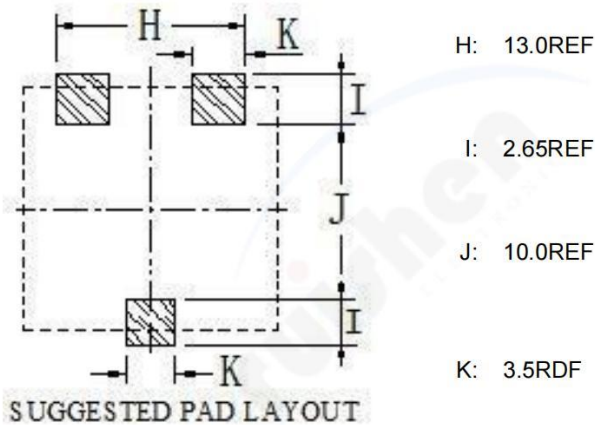 H
K
H: 13.0REF
I
I: 2.65REF
J
J: 10.0REF
I
K
K: 3.5RDF
SUGGESTED PAD LAYOUT